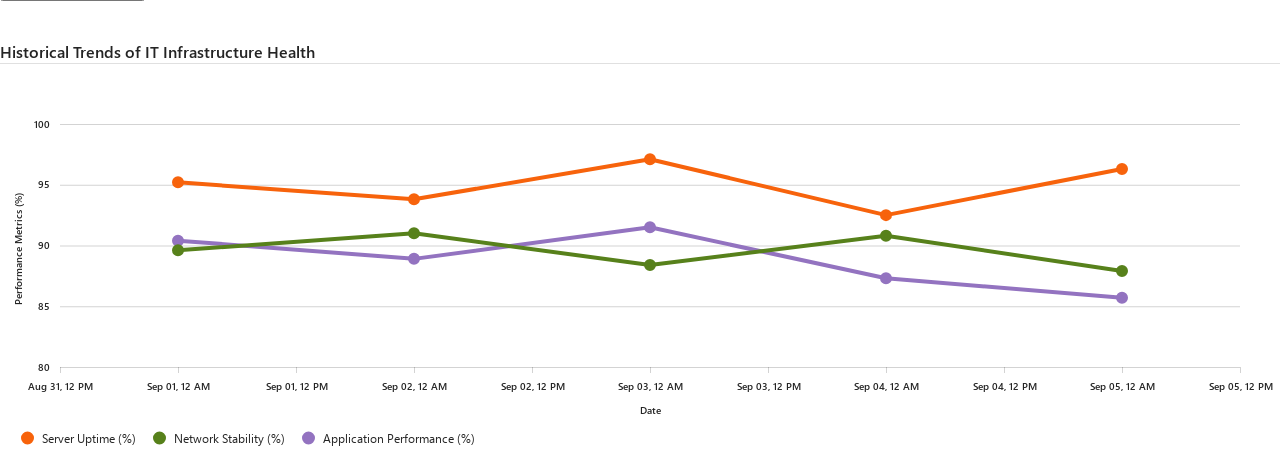 Historical Trends of IT Infrastructure Health
Performance Metrics (%)
100
95
90
85
80
Aug 31, 12 PM Sep 01, 12 AM Sep 01, 12 PM Sep 02, 12 AM Sep 02, 12 PM Sep 03, 12 AM Sep 03, 12 PM Sep 04, 12 AM Sep 04, 12 PM Sep 05, 12 AM Sep 05, 12 PM
Date
Server Uptime (%) Network Stability (%) Application Performance (%)